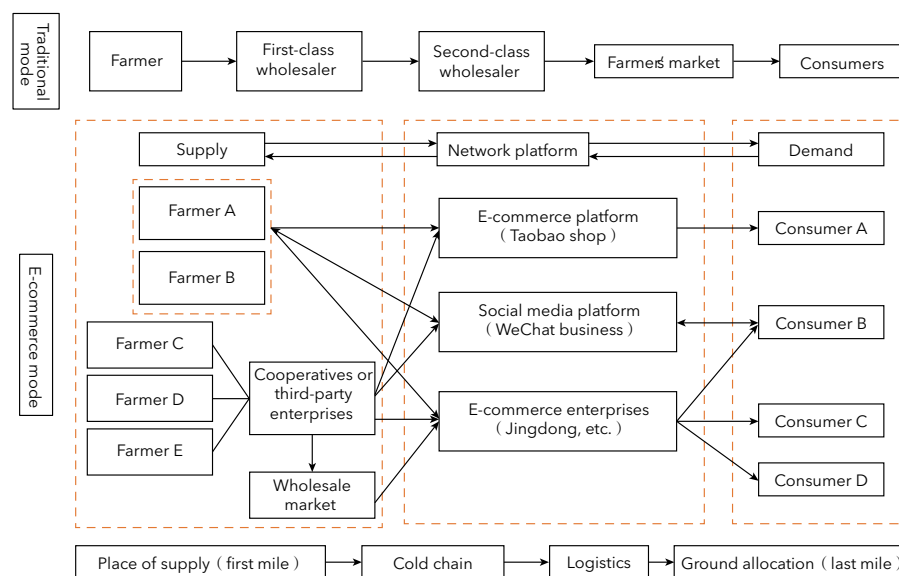 Traditional
mode
Farmer
First-class
wholesaler
Second-class
wholesaler
Farmers' market
Consumers
E-commerce mode
Supply
Network platform
Demand
Farmer A
Farmer B
E-commerce platform
( Taobao shop )
Consumer A
Social media platform
(WeChat business )
Consumer B
Farmer C
Farmer D
Farmer E
Cooperatives or
third-party
enterprises
E-commerce enterprises
( Jingdong, etc. )
Consumer C
Wholesale
market
Consumer D
Place of supply ( first mile )
Cold chain
Logistics
Ground allocation ( last mile )